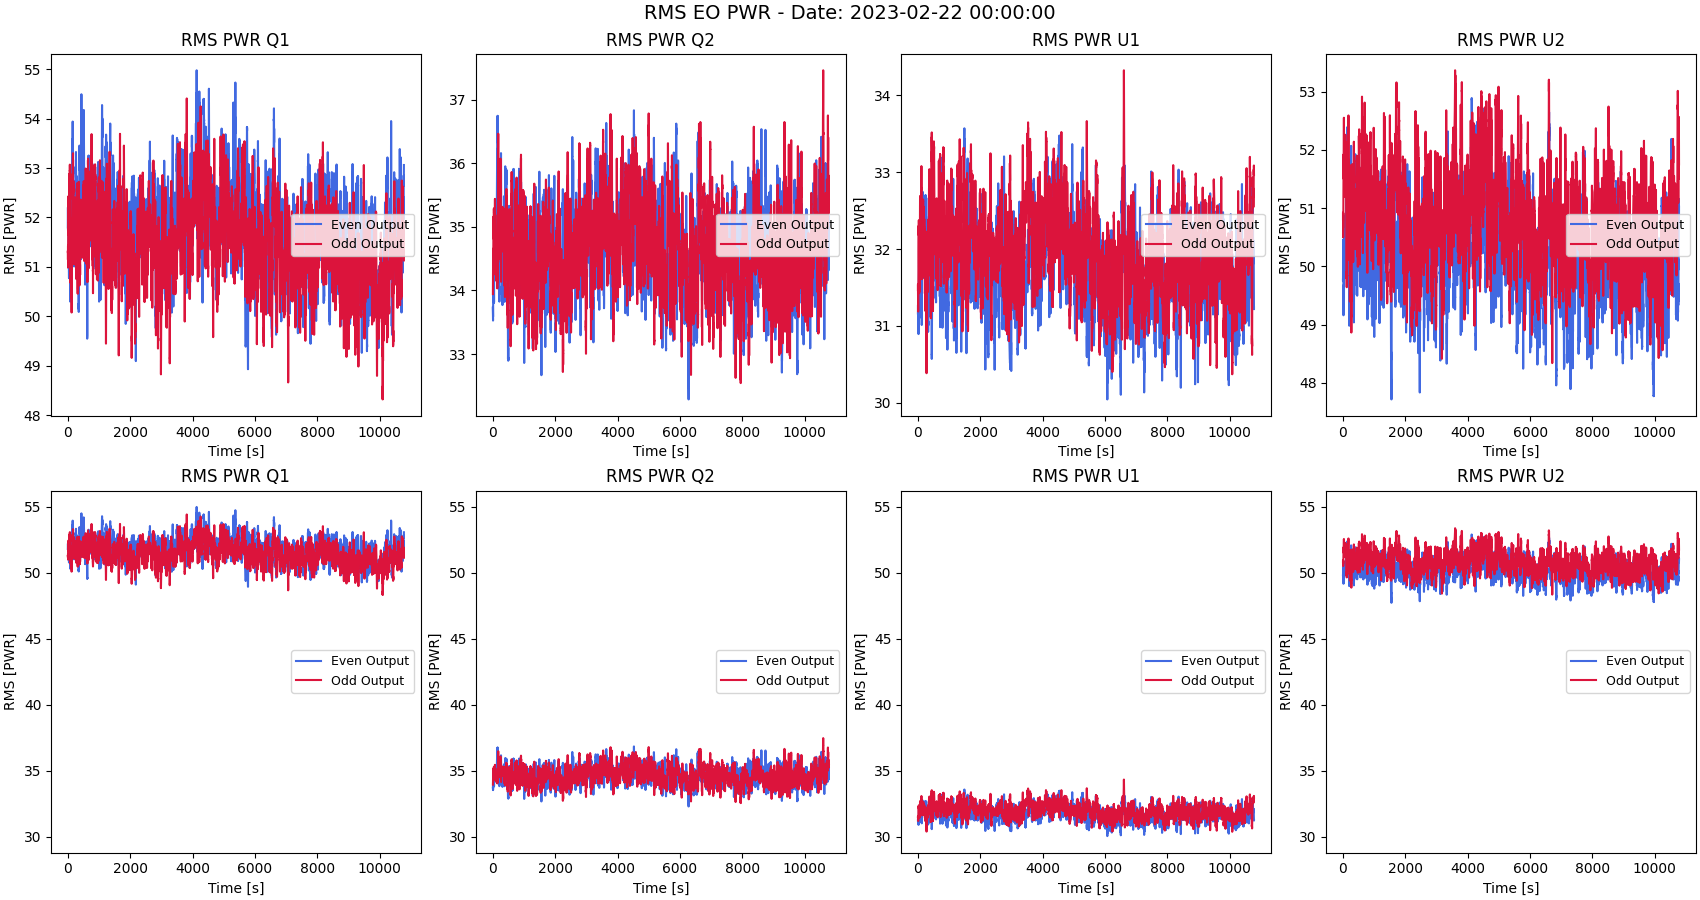 RMS EO PWR - Date: 2023-02-22 00:00:00
RMS PWR Q1
RMS [PWR]
55
54
53
52
51
50
49
48
Even Output
Odd Output
0 2000 4000 6000 8000 10000
Time [s]
RMS PWR Q2
RMS [PWR]
37
36
35
34
33
Even Output
Odd Output
0 2000 4000 6000 8000 10000
Time [s]
RMS PWR U1
RMS [PWR]
34
33
32
31
30
Even Output
Odd Output
0 2000 4000 6000 8000 10000
Time [s]
RMS PWR U2
RMS [PWR]
53
52
51
50
49
48
Even Output
Odd Output
0 2000 4000 6000 8000 10000
Time [s]
RMS PWR Q1
RMS [PWR]
55
50
45
40
35
30
Even Output
Odd Output
0 2000 4000 6000 8000 10000
Time [s]
RMS PWR Q2
RMS [PWR]
55
50
45
40
35
30
Even Output
Odd Output
0 2000 4000 6000 8000 10000
Time [s]
RMS PWR U1
RMS [PWR]
55
50
45
40
35
30
Even Output
Odd Output
0 2000 4000 6000 8000 10000
Time [s]
RMS PWR U2
RMS [PWR]
55
50
45
40
35
30
Even Output
Odd Output
0 2000 4000 6000 8000 10000
Time [s]